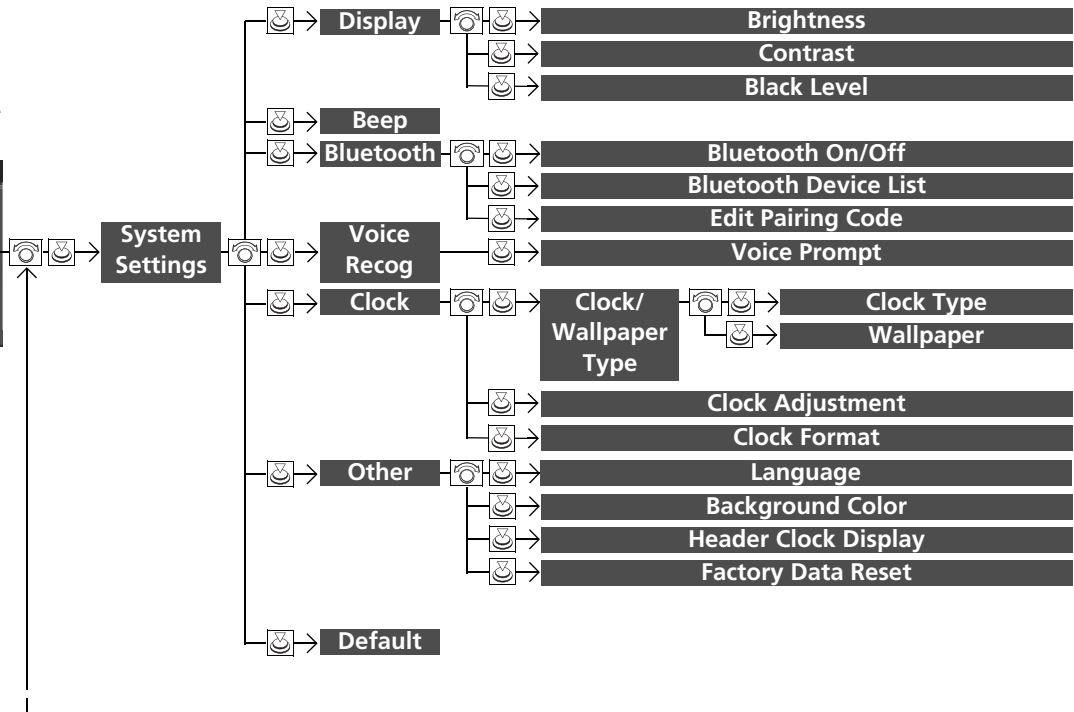 Display
Brightness
Contrast
Black Level
Beep
Bluetooth
Bluetooth On/Off
Bluetooth Device List
Edit Pairing Code
System
Settings
Voice
Recog
Voice Prompt
Clock
Clock/
Wallpaper
Type
Clock Type
Wallpaper
Clock Adjustment
Clock Format
Other
Language
Background Color
Header Clock Display
Factory Data Reset
Default